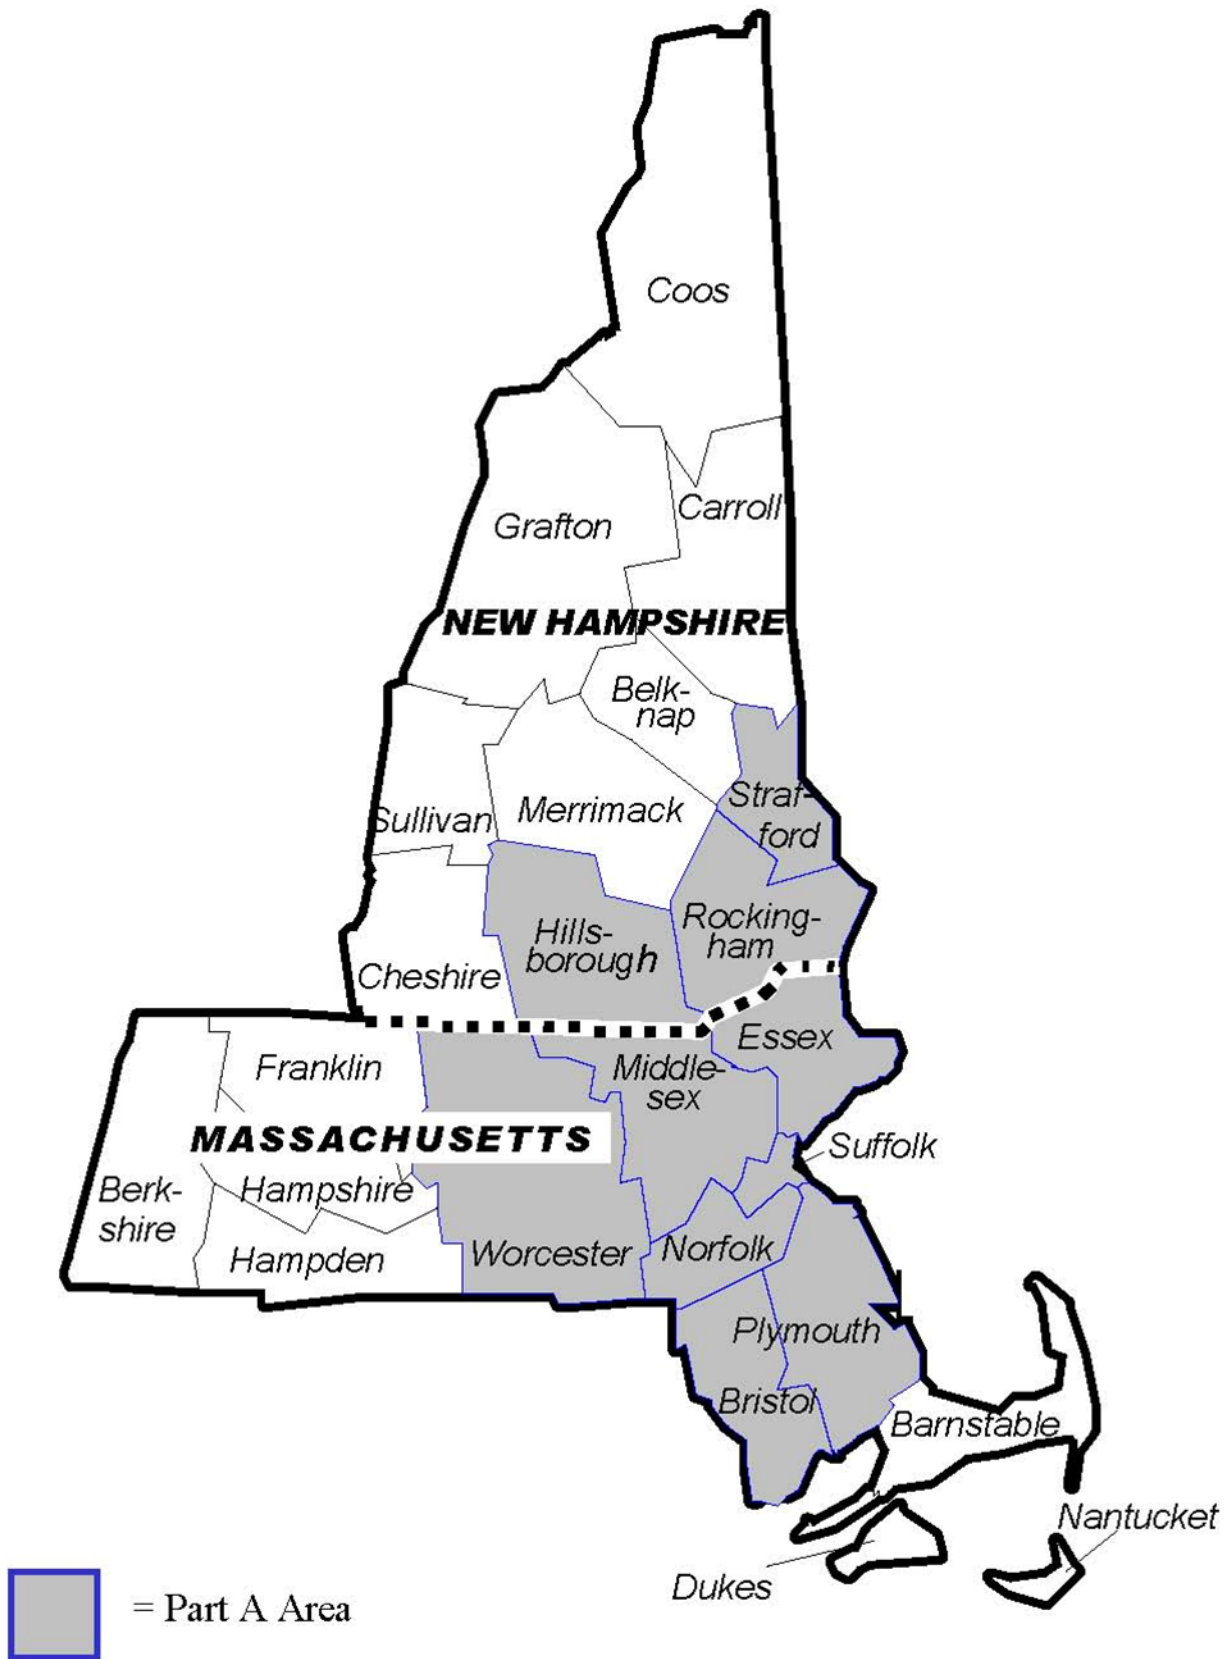 Coos
Carroll
Grafton
NEW HAMPSHIRE
Belk-
nap
Straf-
ford
Merrimack
Sullivan
Rocking-
ham
Hills-
borough
Cheshire
Essex
Franklin
Middle-
sex
MASSACHUSETTS
Suffolk
Berk-
shire
Hampshire
Hampden
Worcester
Norfolk
Plymouth
Bristol
Barnstable
Nantucket
Dukes
= Part A Area